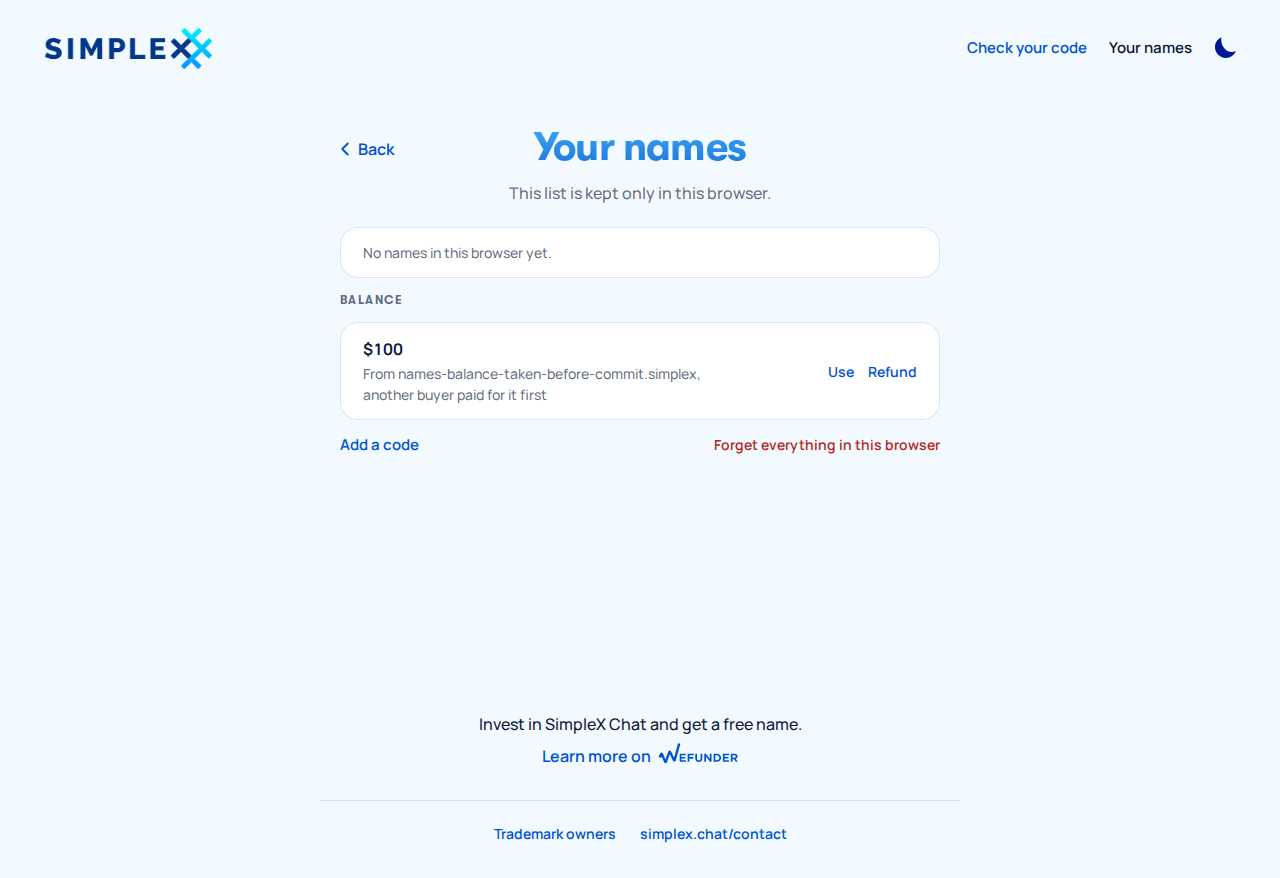 SIMPLEX
Check your code
Your names
Back
Your names
This list is kept only in this browser.
No names in this browser yet.
BALANCE
$100
From names-balance-taken-before-commit.simplex,
another buyer paid for it first
Use
Refund
Add a code
Forget everything in this browser
Invest in SimpleX Chat and get a free name.
Learn more on WEFUNDER
Trademark owners
simplex.chat/contact